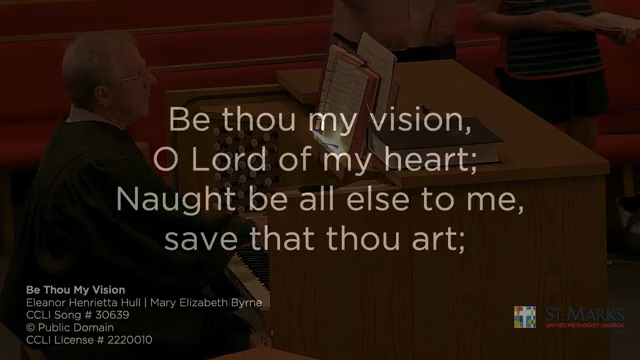 Be thou my vision,
O Lord of my heart;
Naught be all else to me,
save that thou art;
Be Thou My Vision
Eleanor Henrietta Hull | Mary Elizabeth Byrne
CCLI Song # 30639
© Public Domain
CCLI License # 2220010
ST MARK'S
UNITED METHODIST CHURCH